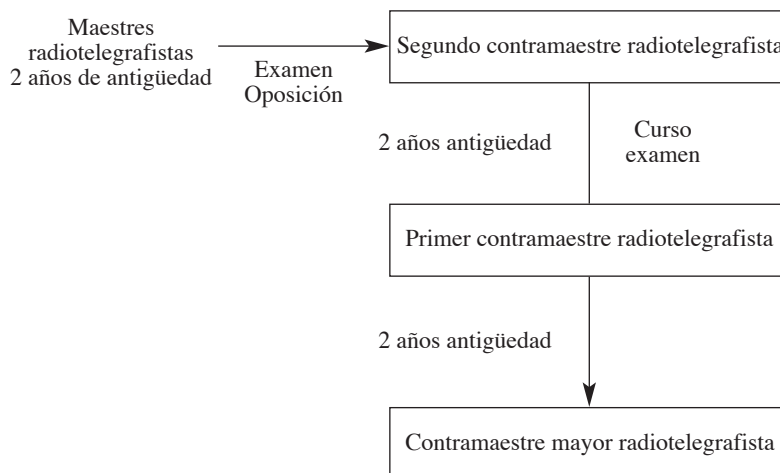 Maestres
radiotelegrafistas
2 años de antigüedad
Examen
Oposición
Segundo contramaestre radiotelegrafista
2 años antigüedad
Curso
examen
Primer contramaestre radiotelegrafista
2 años antigüedad
Contramaestre mayor radiotelegrafista